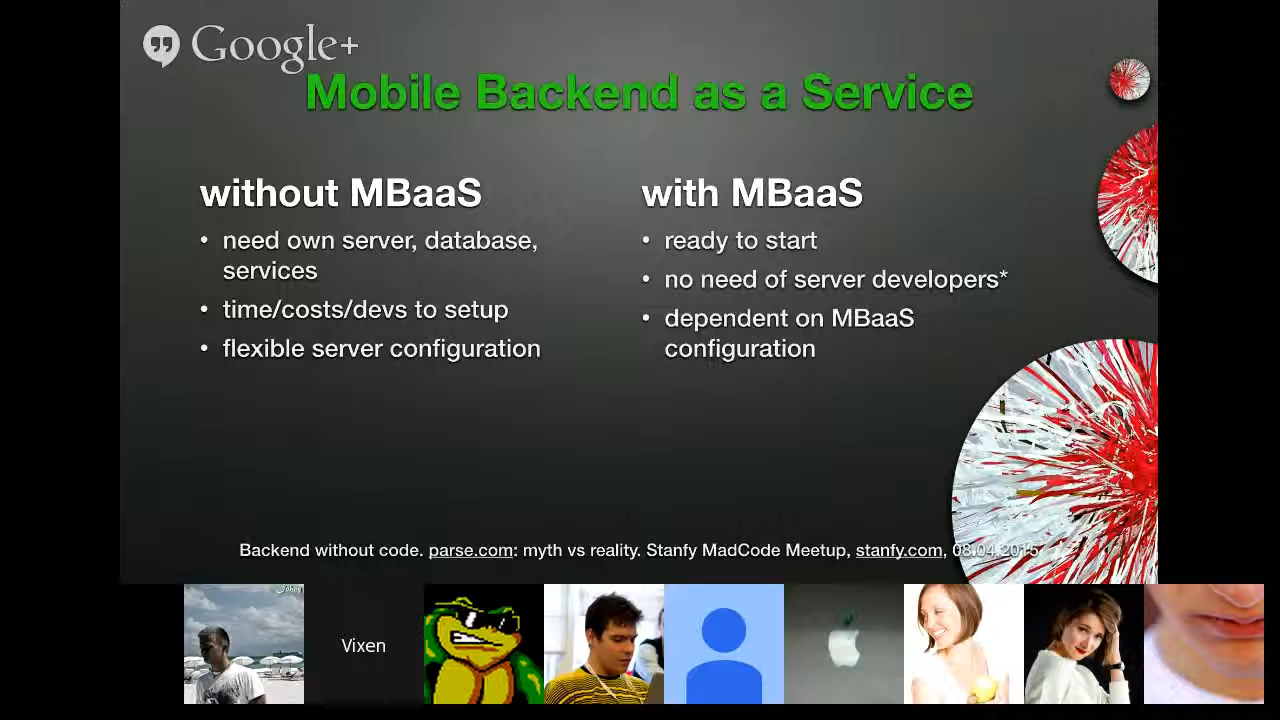 Google+
Mobile Backend as a Service
without MBaaS
• need own server, database,
services
• time/costs/devs to setup
• flexible server configuration
with MBaaS
• ready to start
• no need of server developers*
• dependent on MBaaS
configuration
Backend without code. parse.com: myth vs reality. Stanfy MadCode Meetup, stanfy.com, 08.04.2015
Vixen